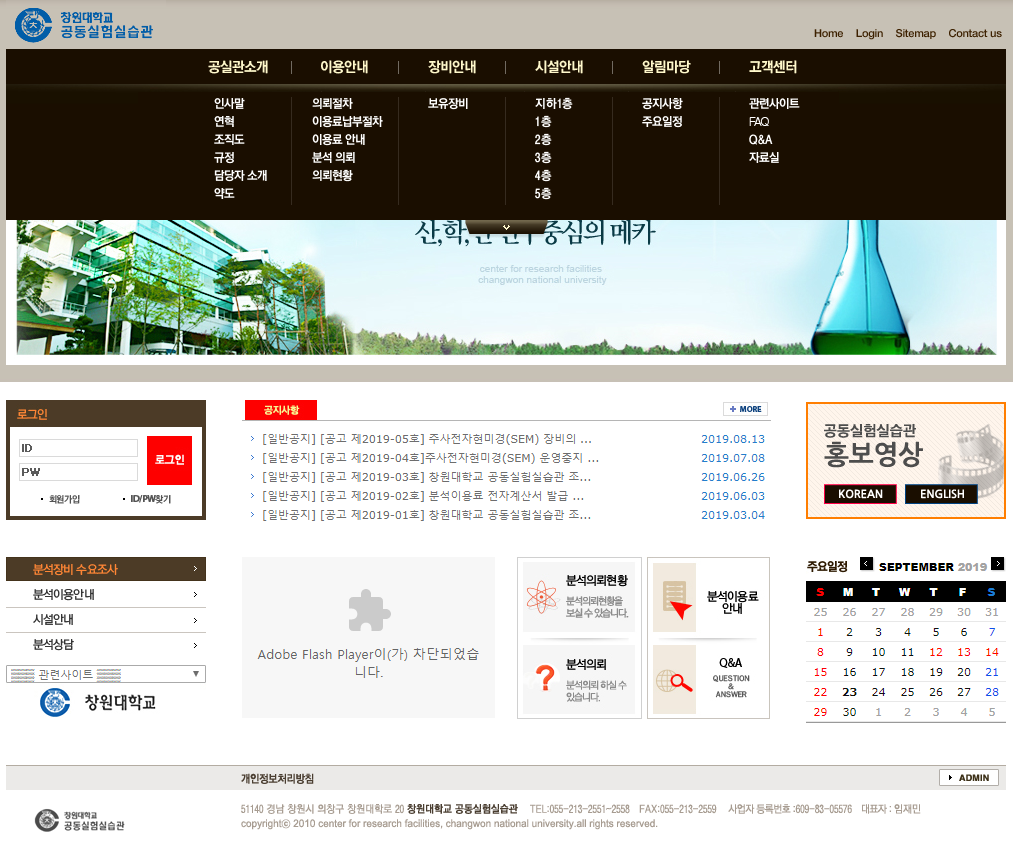 창원대학교
공동실험실습관
Home Login Sitemap Contact us
공실관소개 이용안내 장비안내 시설안내 알림마당 고객센터
인사말 의뢰절차 보유장비 지하1층 공지사항 관련사이트
연혁 이용료납부절차 1층 주요일정 FAQ
조직도 이용료 안내 2층 Q&A
규정 분석 의뢰 3층 자료실
담당자 소개 의뢰현황 4층
약도 5층
산,학,연 연구중심의 메카
center for research facilities
changwon national university
로그인
ID
PW
로그인
회원가입 ID/PW찾기
공지사항
+ MORE
[일반공지] [공고 제2019-05호] 주사전자현미경(SEM) 장비의 ... 2019.08.13
[일반공지] [공고 제2019-04호]주사전자현미경(SEM) 운영중지 ... 2019.07.08
[일반공지] [공고 제2019-03호] 창원대학교 공동실험실습관 조... 2019.06.26
[일반공지] [공고 제2019-02호] 분석이용료 전자계산서 발급 ... 2019.06.03
[일반공지] [공고 제2019-01호] 창원대학교 공동실험실습관 조... 2019.03.04
공동실험실습관
홍보영상
KOREAN ENGLISH
분석장비 수요조사
분석이용안내
시설안내
분석상담
▒▒▒ 관련사이트 ▒▒▒
창원대학교
Adobe Flash Player이(가) 차단되었습
니다.
분석의뢰현황
분석의뢰현황을
보실 수 있습니다.
분석이용료
안내
분석의뢰
분석의뢰 하실 수
있습니다.
Q&A
QUESTION
&
ANSWER
주요일정 SEPTEMBER 2019
S M T W T F S
25 26 27 28 29 30 31
1 2 3 4 5 6 7
8 9 10 11 12 13 14
15 16 17 18 19 20 21
22 23 24 25 26 27 28
29 30 1 2 3 4 5
개인정보처리방침
ADMIN
창원대학교
공동실험실습관
51140 경남 창원시 의창구 창원대학로 20 창원대학교 공동실험실습관 TEL:055-213-2551-2558 FAX:055-213-2559 사업자 등록번호 :609-83-05576 대표자 : 임재민
copyright© 2010 center for research facilities, changwon national university.all rights reserved.